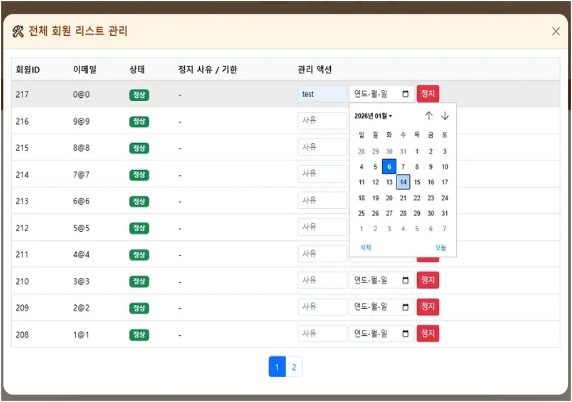 전체 회원 리스트 관리
회원ID 이메일 상태 정지 사유 / 기한 관리 액션
217 0@0 정상 - test 연도-월-일 정지
216 9@9 정상 - 사유
215 8@8 정상 - 사유
214 7@7 정상 - 사유
213 6@6 정상 - 사유
212 5@5 정상 - 사유
211 4@4 정상 - 사유
210 3@3 정상 - 사유 연도-월-일 정지
209 2@2 정상 - 사유 연도-월-일 정지
208 1@1 정상 - 사유 연도-월-일 정지
2026년 01월
일 월 화 수 목 금 토
28 29 30 31 1 2 3
4 5 6 7 8 9 10
11 12 13 14 15 16 17
18 19 20 21 22 23 24
25 26 27 28 29 30 31
1 2 3 4 5 6 7
삭제 오늘
1 2